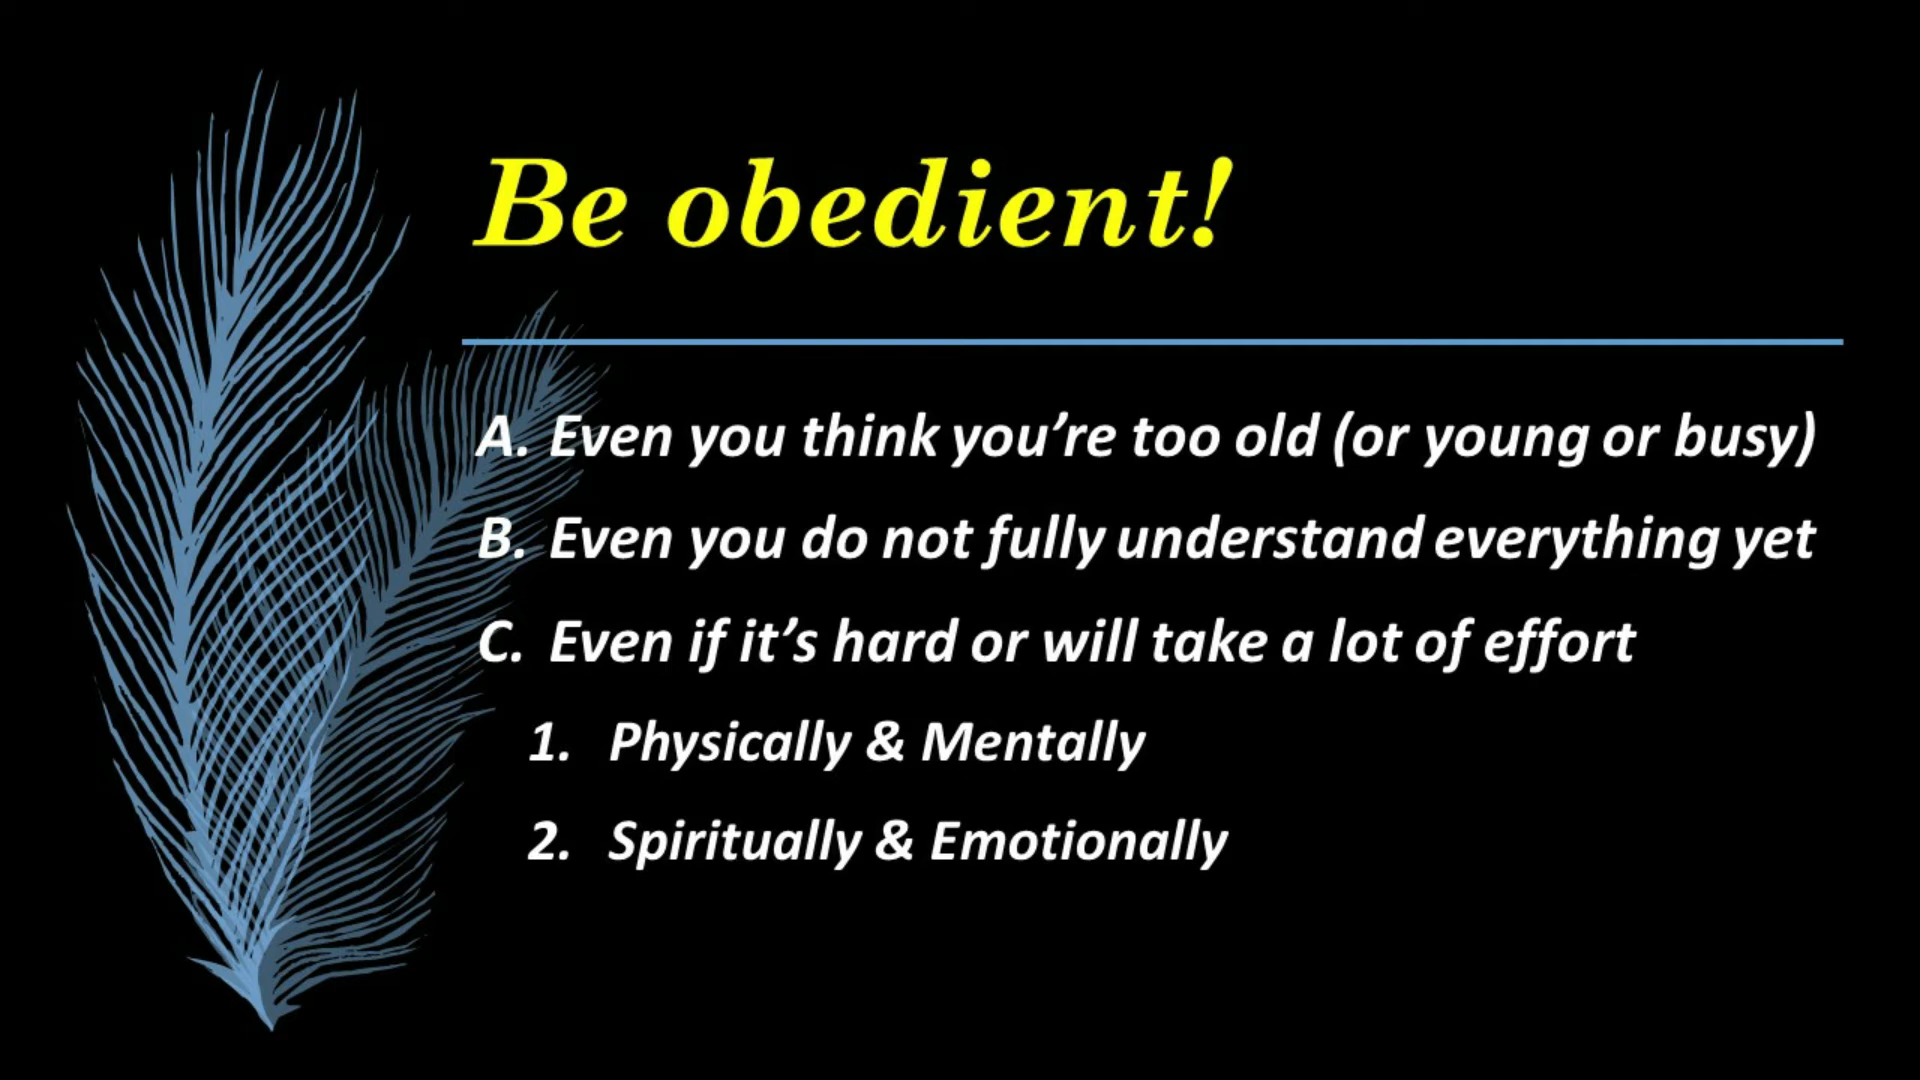 Be obedient!
A. Even you think you’re too old (or young or busy)
B. Even you do not fully understand everything yet
C. Even if it’s hard or will take a lot of effort
1. Physically & Mentally
2. Spiritually & Emotionally